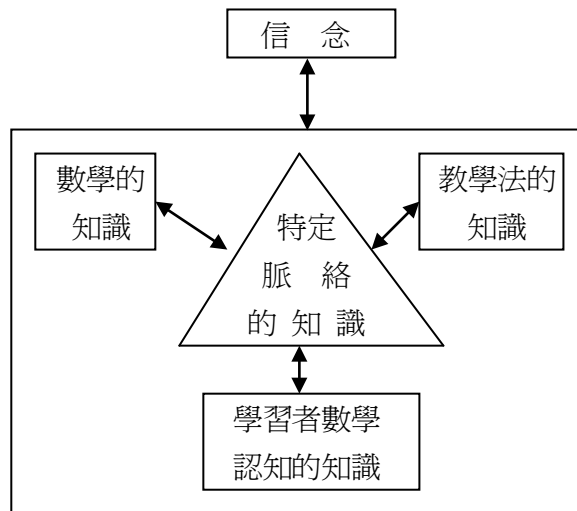 信 念
數學的
知識
教學法的
知識
特定
脈 絡
的 知 識
學習者數學
認知的知識